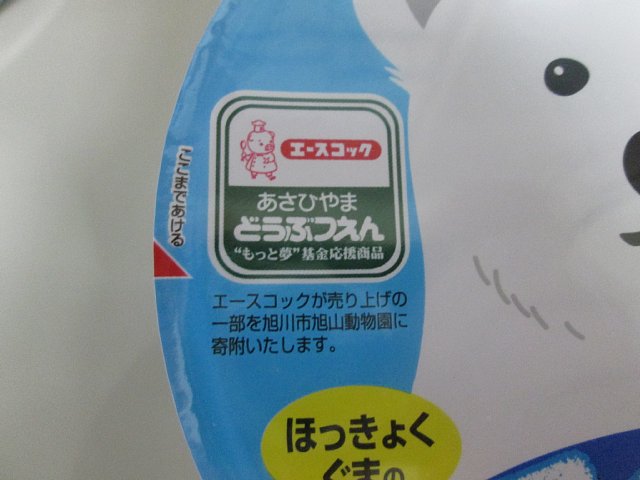 エースコック
あさひやま
どうぶつえん
“もっと夢”基金応援商品
ここまであける
エースコックが売り上げの
一部を旭川市旭山動物園に
寄附いたします。
ほっきょく
ぐまの